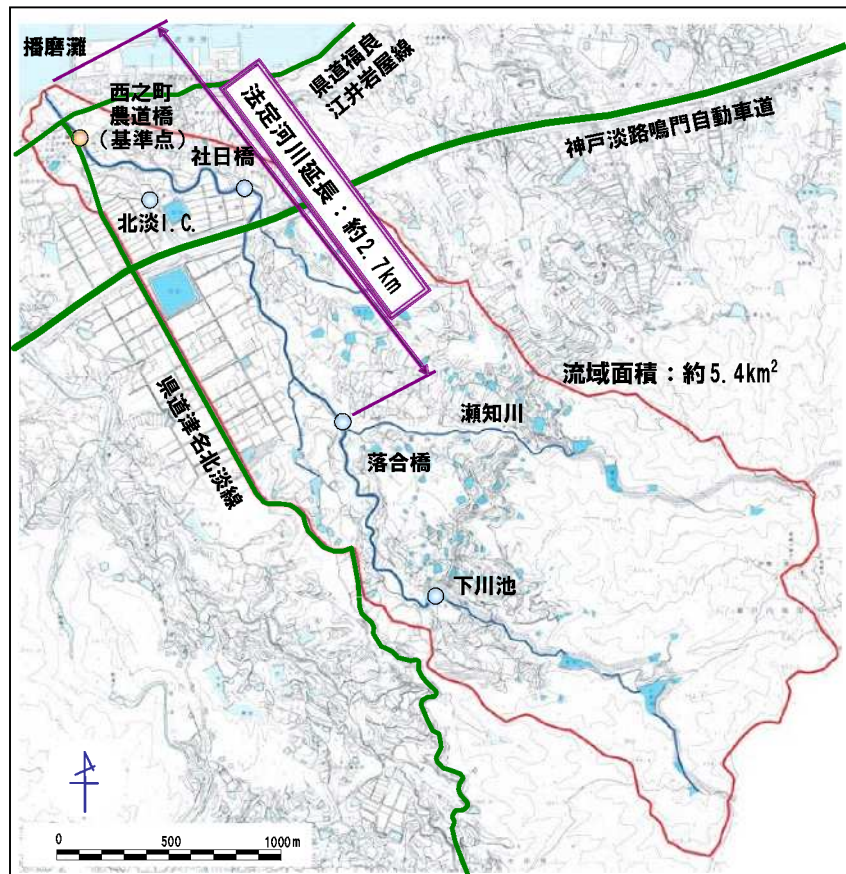 播磨灘
県道福良
江井岩屋線
西之町
農道橋
(基準点)
社日橋
神戸淡路鳴門自動車道
北淡I.C.
法定河川延長：約2.7km
流域面積：約5.4km²
県道津名北淡線
瀬知川
落合橋
下川池
0 500 1000m